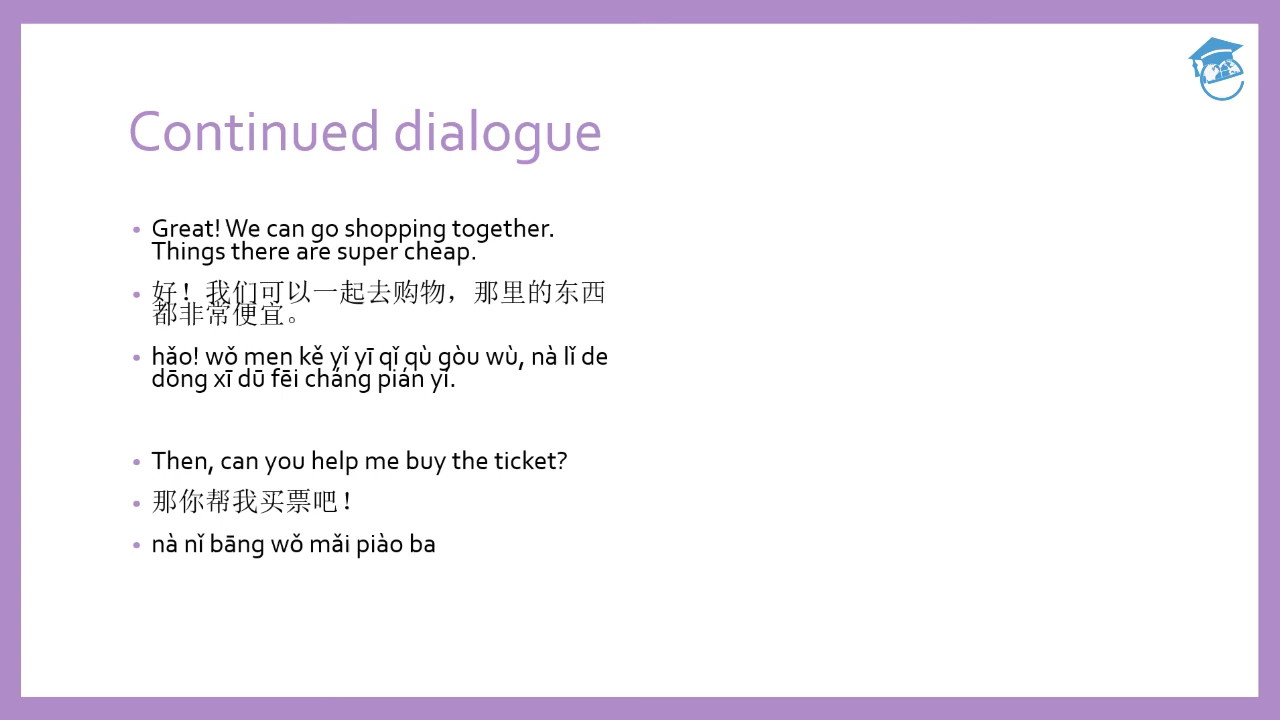 Continued dialogue
Great! We can go shopping together.
Things there are super cheap.
好！我们可以一起去购物，那里的东西
都非常便宜。
hǎo! wǒ men kě yǐ yī qǐ qù gòu wù, nà lǐ de
dōng xī dū fēi cháng pián yí.
Then, can you help me buy the ticket?
那你帮我买票吧！
nà nǐ bāng wǒ mǎi piào ba